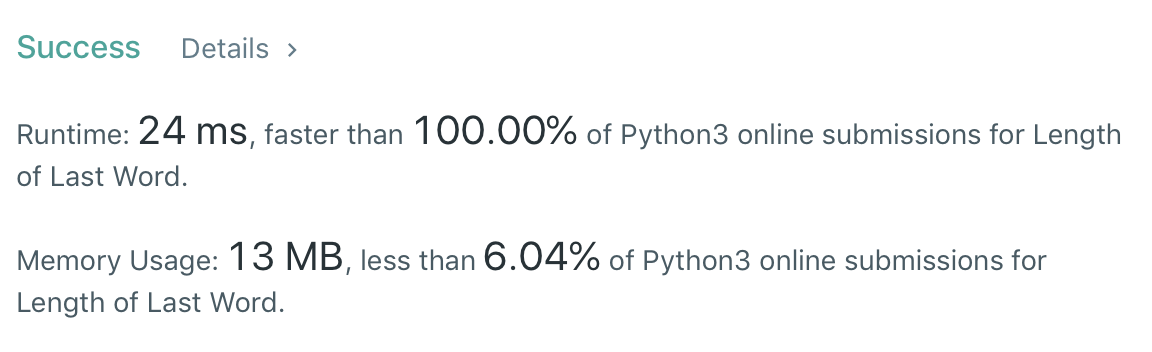 Success Details >
Runtime: 24 ms, faster than 100.00% of Python3 online submissions for Length
of Last Word.
Memory Usage: 13 MB, less than 6.04% of Python3 online submissions for
Length of Last Word.